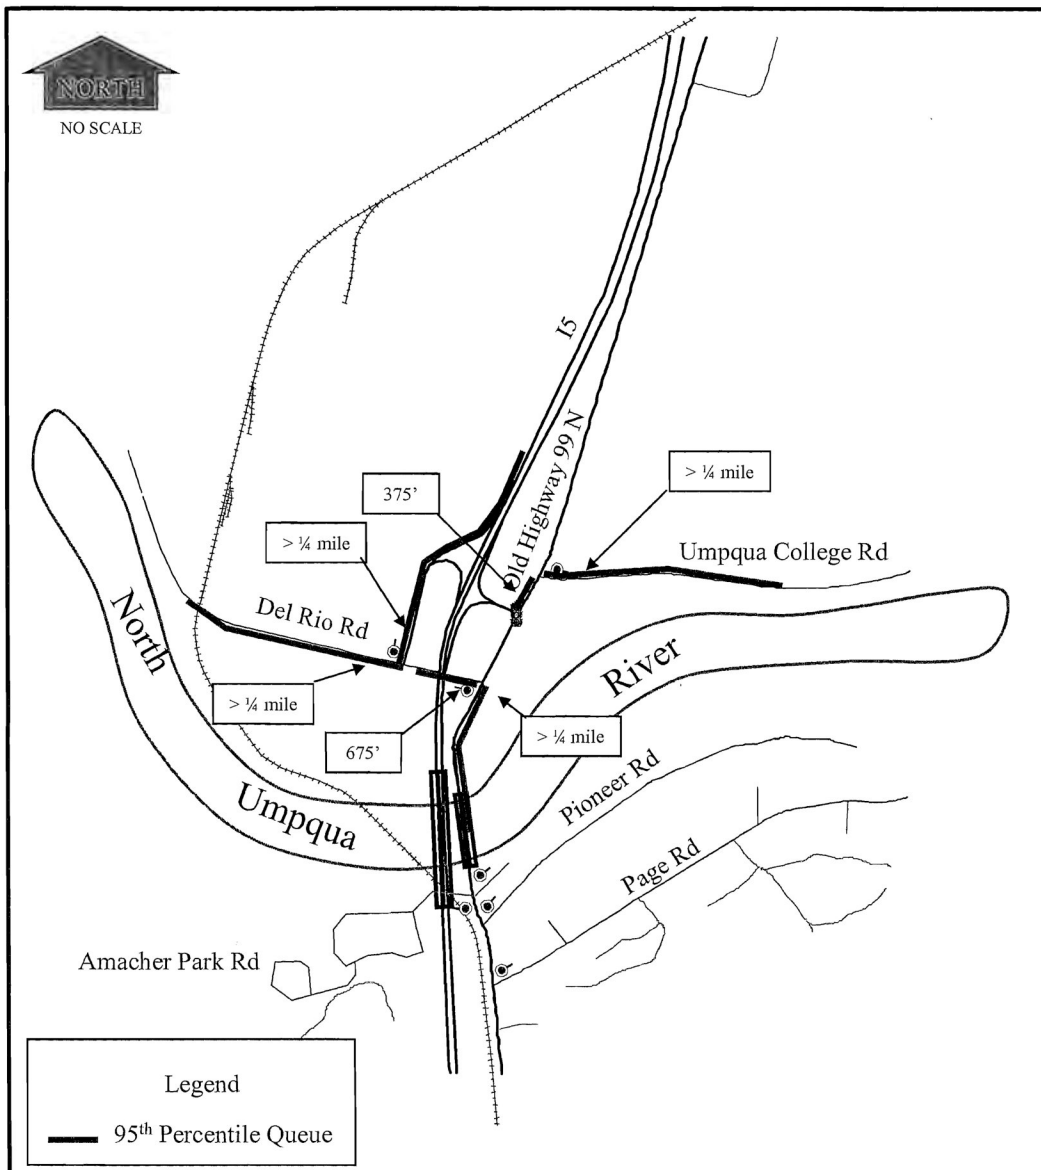 NORTH
NO SCALE
I5
Old Highway 99 N
375'
> ¼ mile
> ¼ mile
Umpqua College Rd
Del Rio Rd
North
River
> ¼ mile
675'
> ¼ mile
Umpqua
Pioneer Rd
Page Rd
Amacher Park Rd
Legend
95th Percentile Queue